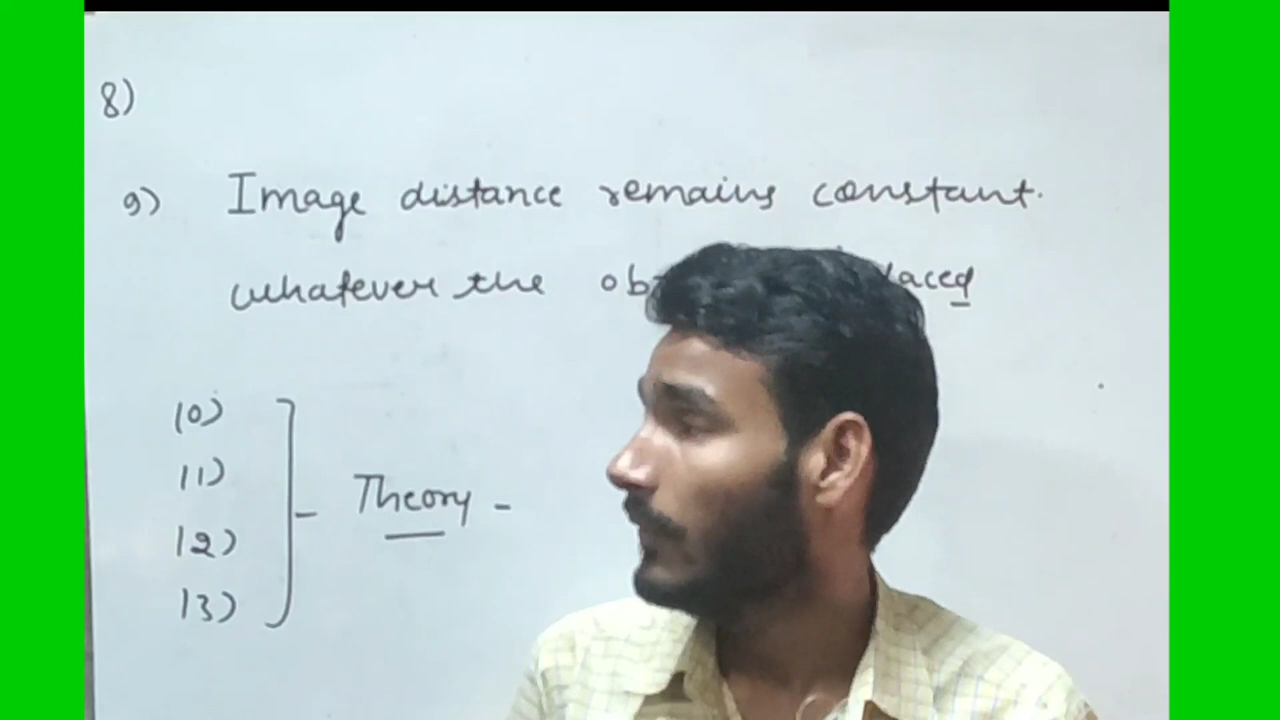 8)
9) Image distance remains constant.
whatever the
10)
11)
12)
13)
- Theory -